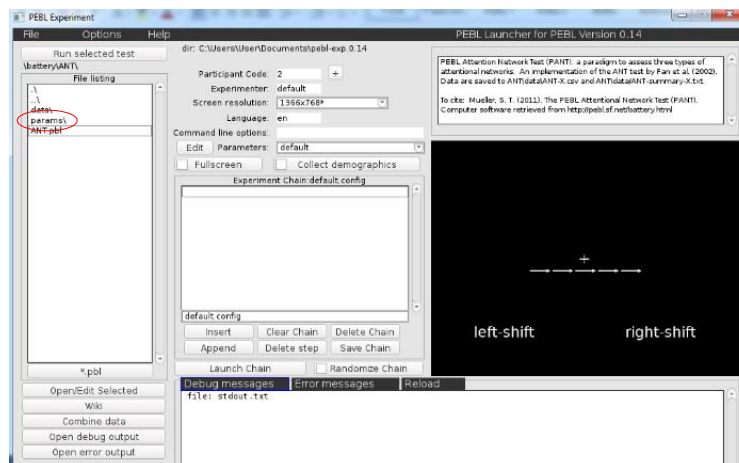 PEBL Experiment
File Options Help
PEBL Launcher for PEBL Version 0.14
Run selected test
\battery\ANT\
File listing
.\
..\
data\
params\
ANT.pbl
*.pbl
Open/Edit Selected
Wiki
Combine data
Open debug output
Open error output
dir: C:\Users\User\Documents\pebl-exp.0.14
Participant Code: 2 +
Experimenter: default
Screen resolution: 1366x768*
Language: en
Command line options:
Edit Parameters: default
Fullscreen Collect demographics
Experiment Chain:default.config
default.config
Insert Clear Chain Delete Chain
Append Delete step Save Chain
Launch Chain Randomize Chain
PEBL Attention Network Test (PANT): a paradigm to assess three types of
attentional networks. An implementation of the ANT test by Fan et al. (2002).
Data are saved to ANT\data\ANT-X.csv and ANT\data\ANT-summary-X.txt.
To cite: Mueller, S. T. (2011). The PEBL Attentional Network Test (PANT).
Computer software retrieved from http://pebl.sf.net/battery.html
left-shift right-shift
Debug messages Error messages Reload
file: stdout.txt